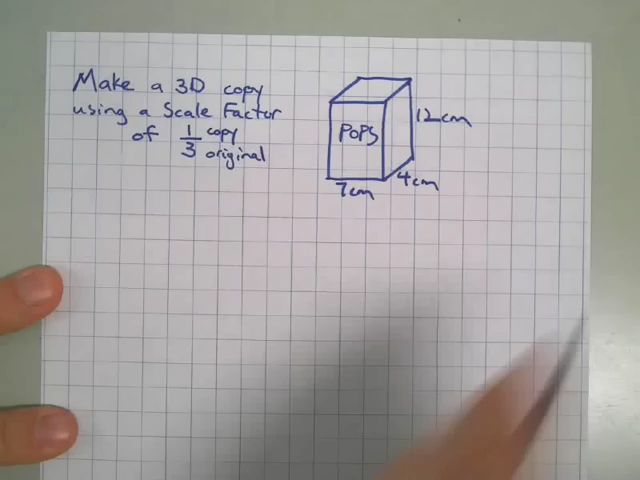 Make a 3D copy
using a Scale Factor
of 1/3 copy
original
POPS
12cm
4cm
7cm